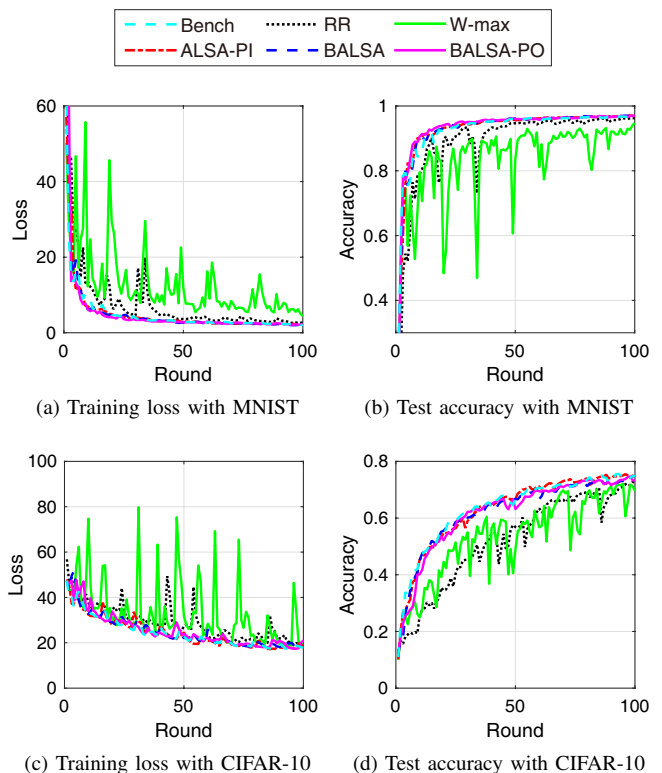 Bench RR W-max
ALSA-PI BALSA BALSA-PO
60
40
20
0
Loss
0 50 100
Round
(a) Training loss with MNIST
1
0.8
0.6
0.4
Accuracy
0 50 100
Round
(b) Test accuracy with MNIST
100
80
60
40
20
0
Loss
0 50 100
Round
(c) Training loss with CIFAR-10
0.8
0.6
0.4
0.2
0
Accuracy
0 50 100
Round
(d) Test accuracy with CIFAR-10